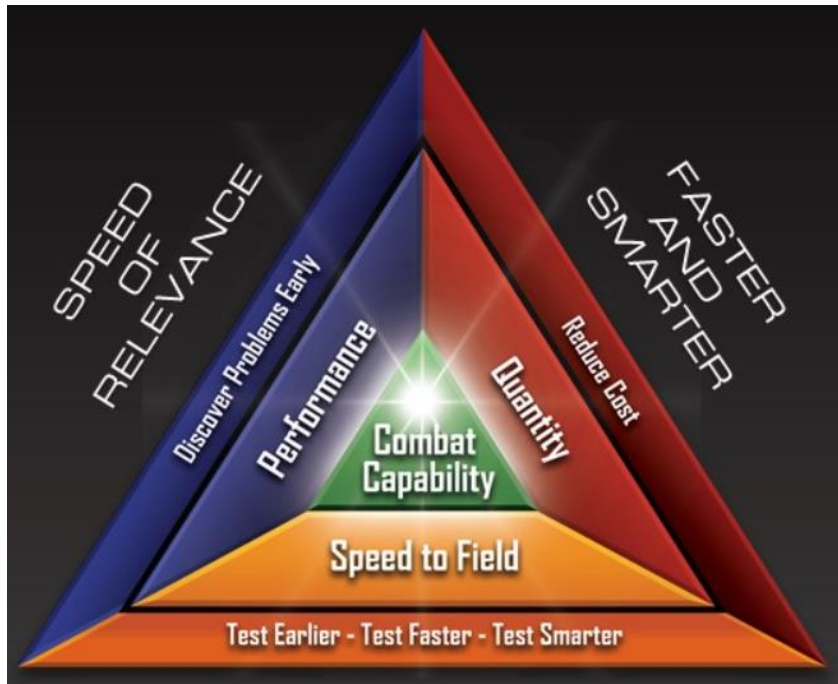 SPEED
OF
RELEVANCE
FASTER
AND
SMARTER
Discover Problems Early
Performance
Quantity
Reduce Cost
Combat
Capability
Speed to Field
Test Earlier - Test Faster - Test Smarter